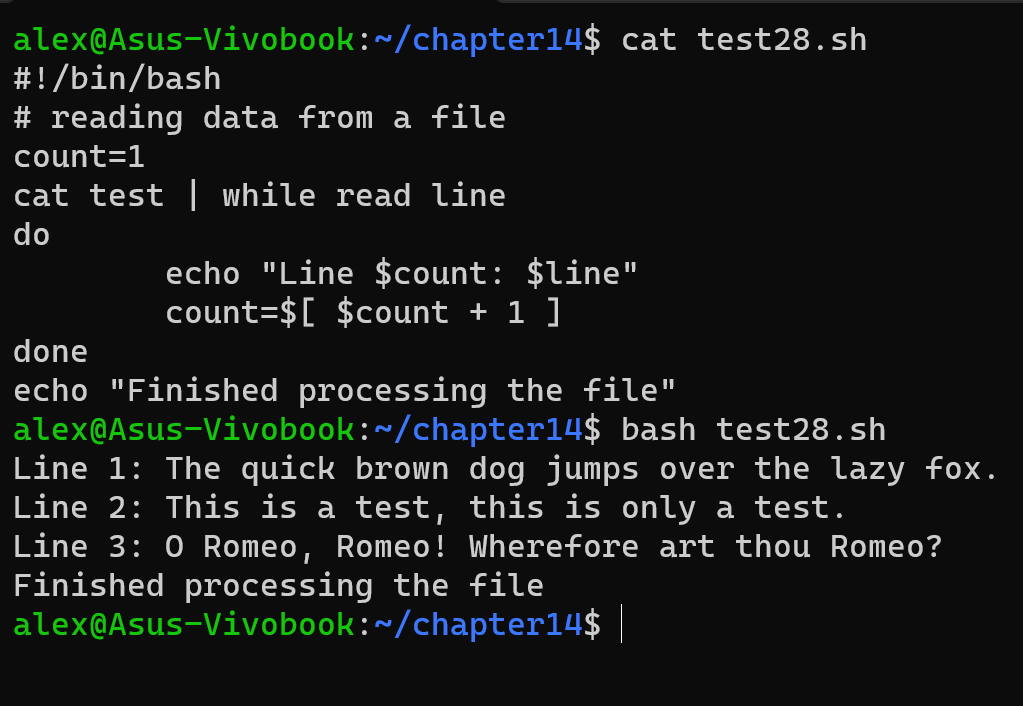 alex@Asus-Vivobook:~/chapter14$ cat test28.sh
#!/bin/bash
# reading data from a file
count=1
cat test | while read line
do
        echo "Line $count: $line"
        count=$[ $count + 1 ]
done
echo "Finished processing the file"
alex@Asus-Vivobook:~/chapter14$ bash test28.sh
Line 1: The quick brown dog jumps over the lazy fox.
Line 2: This is a test, this is only a test.
Line 3: O Romeo, Romeo! Wherefore art thou Romeo?
Finished processing the file
alex@Asus-Vivobook:~/chapter14$